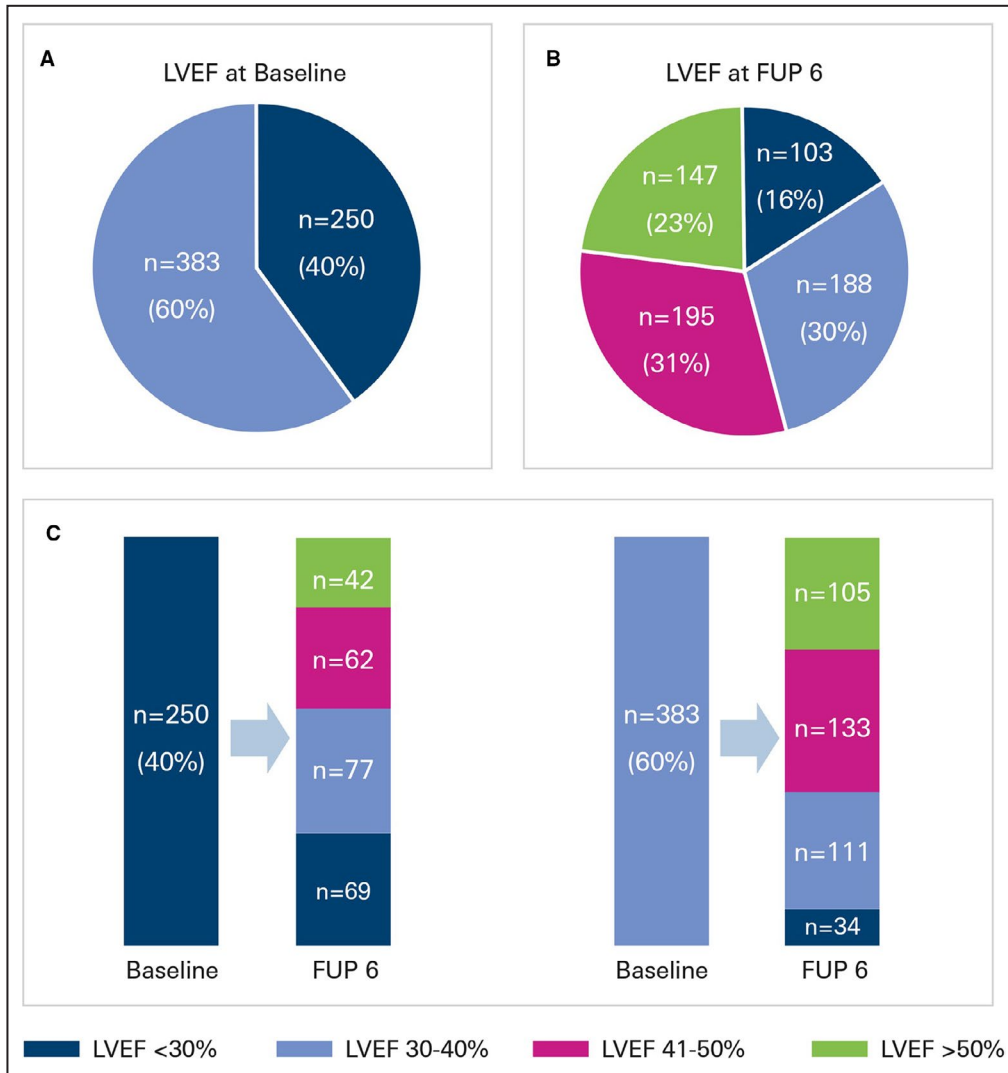 A
LVEF at Baseline
n=250
(40%)
n=383
(60%)
B
LVEF at FUP 6
n=103
(16%)
n=147
(23%)
n=188
(30%)
n=195
(31%)
C
n=250
(40%)
Baseline
n=42
n=62
n=77
n=69
FUP 6
n=383
(60%)
Baseline
n=105
n=133
n=111
n=34
FUP 6
LVEF <30%
LVEF 30-40%
LVEF 41-50%
LVEF >50%